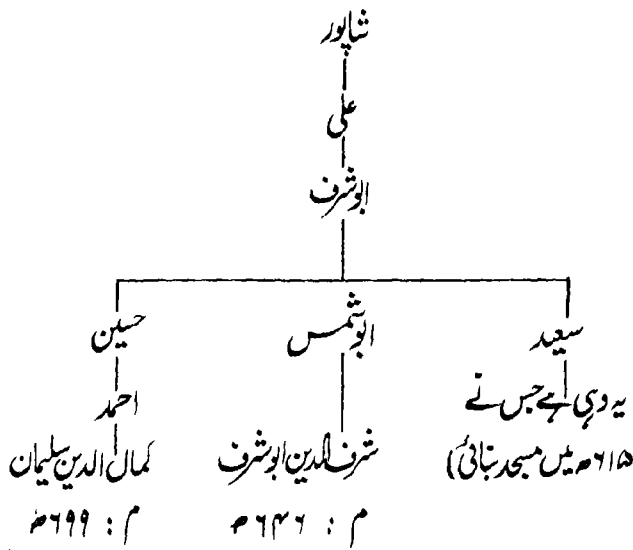 شاپور
علی
ابوشرف
سعید
ابوشمس
حسین
یہ وہی ہے جس نے
احمد
۶۱۵ھ میں مسجد بنائی)
شرف الدین ابوشرف
کمال الدین سلیمان
م : ۶۴۶ھ
م : ۶۹۹ھ